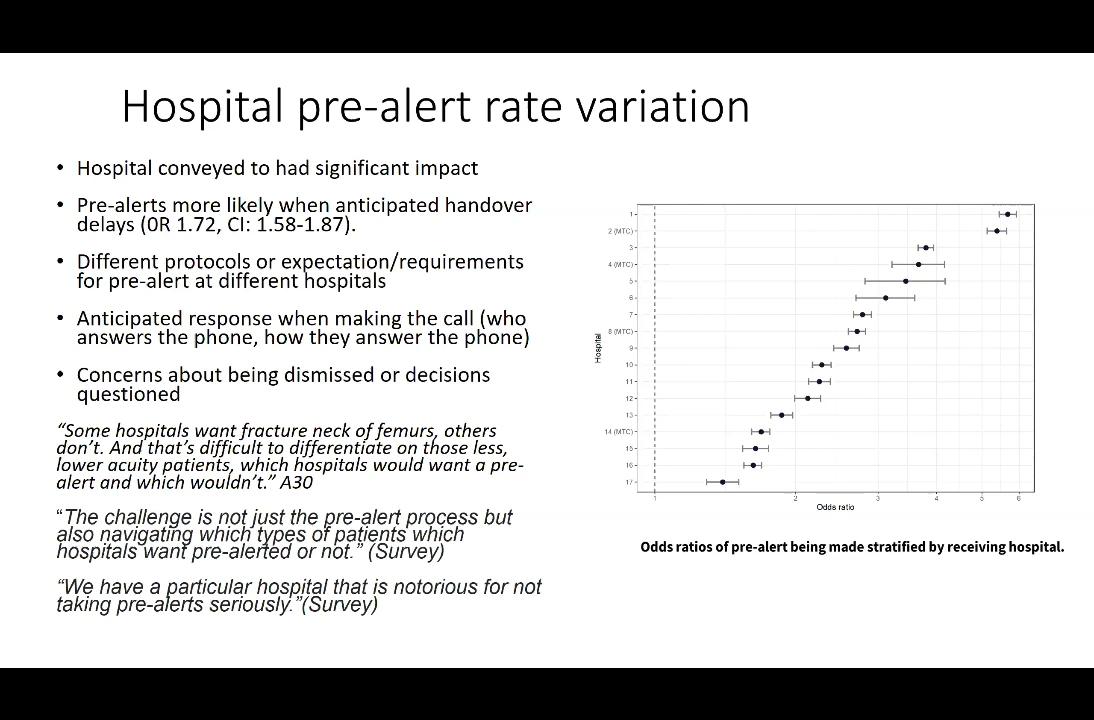 Hospital pre-alert rate variation
• Hospital conveyed to had significant impact
• Pre-alerts more likely when anticipated handover
delays (0R 1.72, CI: 1.58-1.87).
• Different protocols or expectation/requirements
for pre-alert at different hospitals
• Anticipated response when making the call (who
answers the phone, how they answer the phone)
• Concerns about being dismissed or decisions
questioned
“Some hospitals want fracture neck of femurs, others
don’t. And that’s difficult to differentiate on those less,
lower acuity patients, which hospitals would want a pre-
alert and which wouldn’t.” A30
“The challenge is not just the pre-alert process but
also navigating which types of patients which
hospitals want pre-alerted or not.” (Survey)
“We have a particular hospital that is notorious for not
taking pre-alerts seriously.”(Survey)
Hospital
1
2 (MTC)
3
4 (MTC)
5
6
7
8 (MTC)
9
10
11
12
13
14 (MTC)
15
16
17
1 2 3 4 5 6
Odds ratio
Odds ratios of pre-alert being made stratified by receiving hospital.